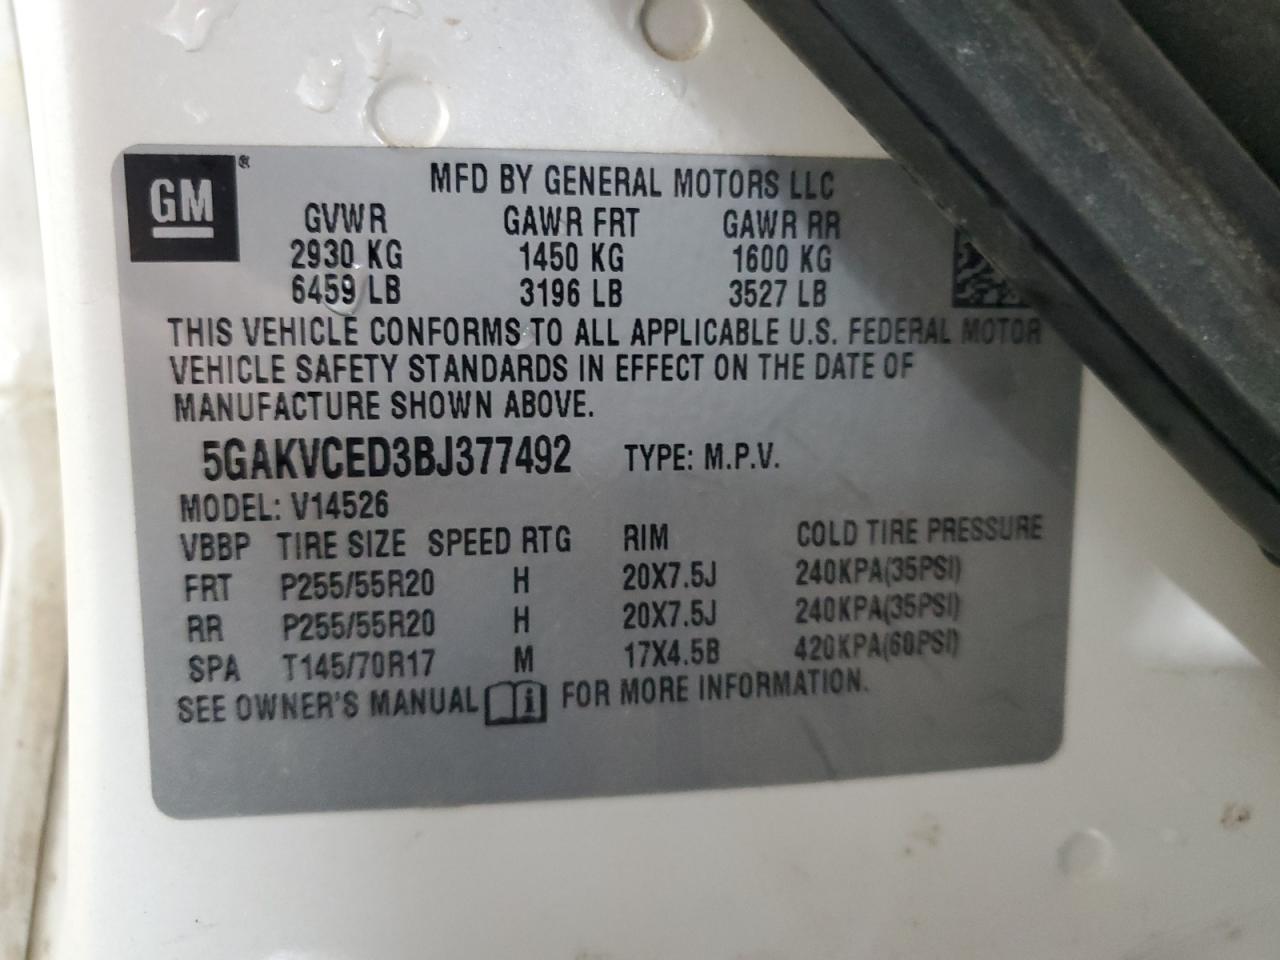 GM®
MFD BY GENERAL MOTORS LLC
GVWR GAWR FRT GAWR RR
2930 KG 1450 KG 1600 KG
6459 LB 3196 LB 3527 LB
THIS VEHICLE CONFORMS TO ALL APPLICABLE U.S. FEDERAL MOTOR
VEHICLE SAFETY STANDARDS IN EFFECT ON THE DATE OF
MANUFACTURE SHOWN ABOVE.
5GAKVCED3BJ377492 TYPE: M.P.V.
MODEL: V14526
VBBP TIRE SIZE SPEED RTG RIM COLD TIRE PRESSURE
FRT P255/55R20 H 20X7.5J 240KPA(35PSI)
RR P255/55R20 H 20X7.5J 240KPA(35PSI)
SPA T145/70R17 M 17X4.5B 420KPA(60PSI)
SEE OWNER'S MANUAL i FOR MORE INFORMATION.